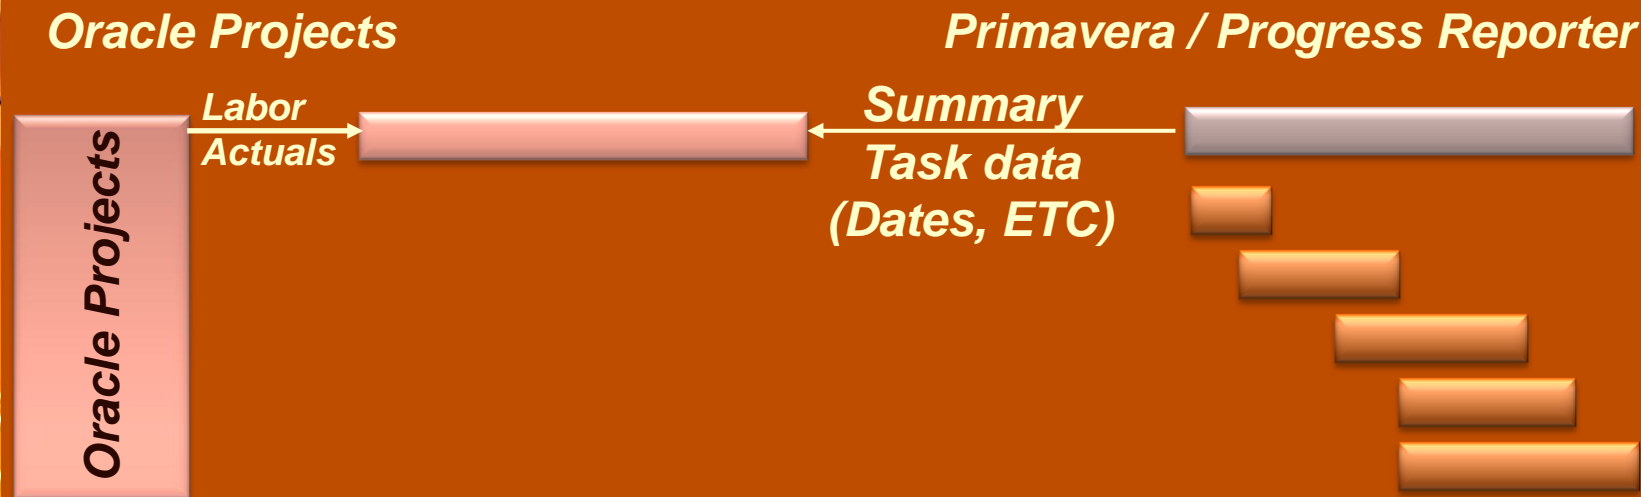 Oracle Projects
Primavera / Progress Reporter
Labor
Actuals
Summary
Task data
(Dates, ETC)
Oracle Projects